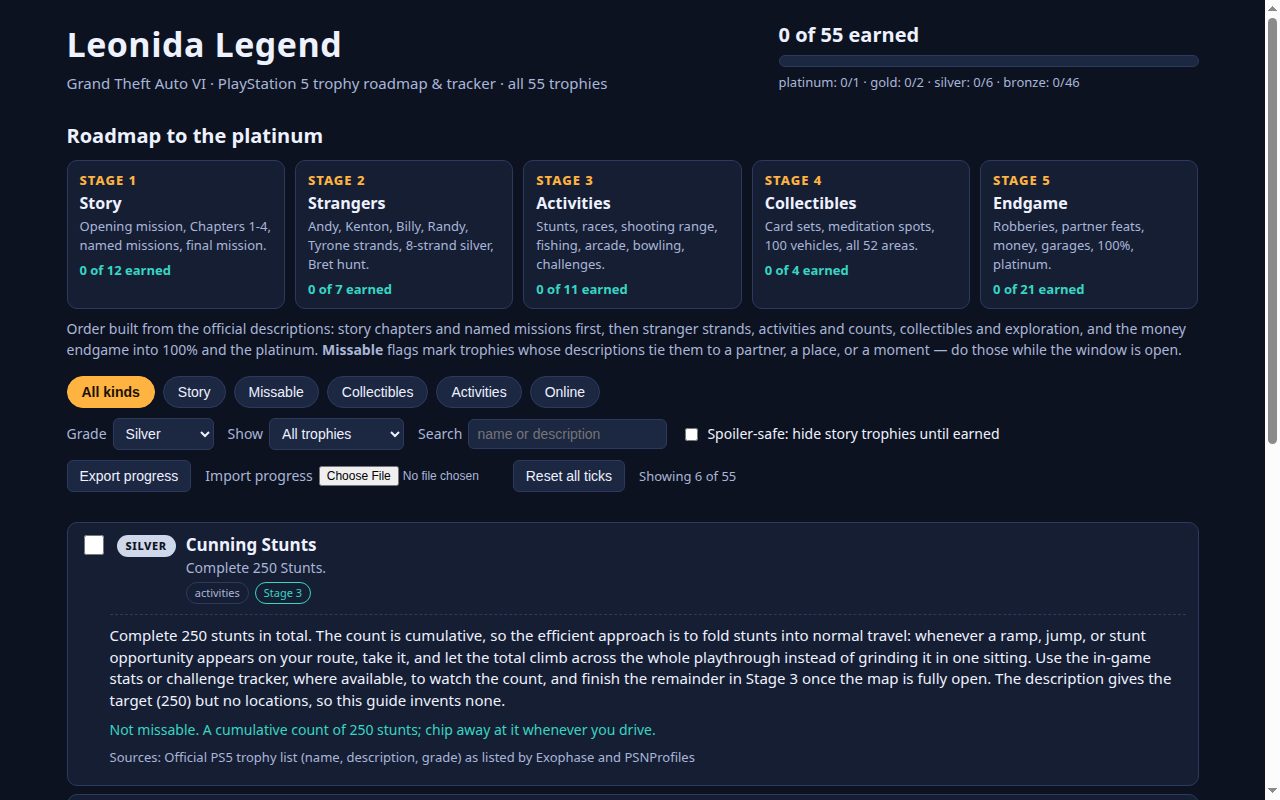 Leonida Legend
Grand Theft Auto VI · PlayStation 5 trophy roadmap & tracker · all 55 trophies
0 of 55 earned
platinum: 0/1 · gold: 0/2 · silver: 0/6 · bronze: 0/46
Roadmap to the platinum
STAGE 1
Story
Opening mission, Chapters 1-4,
named missions, final mission.
0 of 12 earned
STAGE 2
Strangers
Andy, Kenton, Billy, Randy,
Tyrone strands, 8-strand silver,
Bret hunt.
0 of 7 earned
STAGE 3
Activities
Stunts, races, shooting range,
fishing, arcade, bowling,
challenges.
0 of 11 earned
STAGE 4
Collectibles
Card sets, meditation spots,
100 vehicles, all 52 areas.
0 of 4 earned
STAGE 5
Endgame
Robberies, partner feats,
money, garages, 100%,
platinum.
0 of 21 earned
Order built from the official descriptions: story chapters and named missions first, then stranger strands, activities and counts, collectibles and exploration, and the money
endgame into 100% and the platinum. Missable flags mark trophies whose descriptions tie them to a partner, a place, or a moment — do those while the window is open.
All kinds Story Missable Collectibles Activities Online
Grade Silver Show All trophies Search name or description Spoiler-safe: hide story trophies until earned
Export progress Import progress Choose File No file chosen Reset all ticks Showing 6 of 55
SILVER Cunning Stunts
Complete 250 Stunts.
activities Stage 3
Complete 250 stunts in total. The count is cumulative, so the efficient approach is to fold stunts into normal travel: whenever a ramp, jump, or stunt
opportunity appears on your route, take it, and let the total climb across the whole playthrough instead of grinding it in one sitting. Use the in-game
stats or challenge tracker, where available, to watch the count, and finish the remainder in Stage 3 once the map is fully open. The description gives the
target (250) but no locations, so this guide invents none.
Not missable. A cumulative count of 250 stunts; chip away at it whenever you drive.
Sources: Official PS5 trophy list (name, description, grade) as listed by Exophase and PSNProfiles